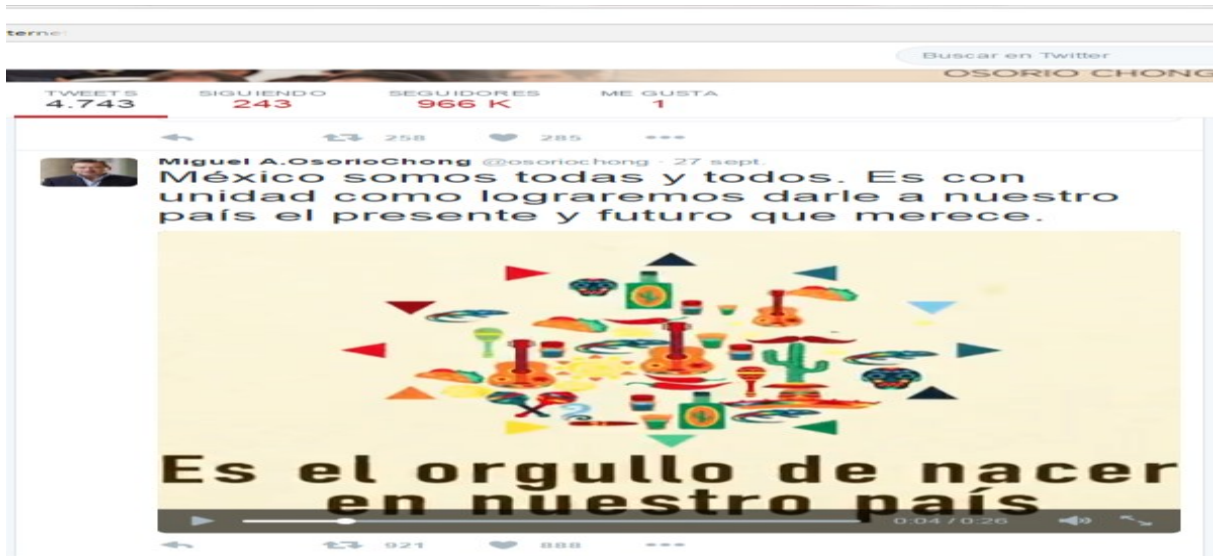 terne
Buscar en Twitter
OSORIO CHONG
TWEETS SIGUIENDO SEGUIDORES ME GUSTA
4.743 243 966 K 1
258 285
Miguel A.OsorioChong @osoriochong · 27 sept.
México somos todas y todos. Es con
unidad como lograremos darle a nuestro
país el presente y futuro que merece.
Es el orgullo de nacer
en nuestro país
0:04 / 0:26
921 888